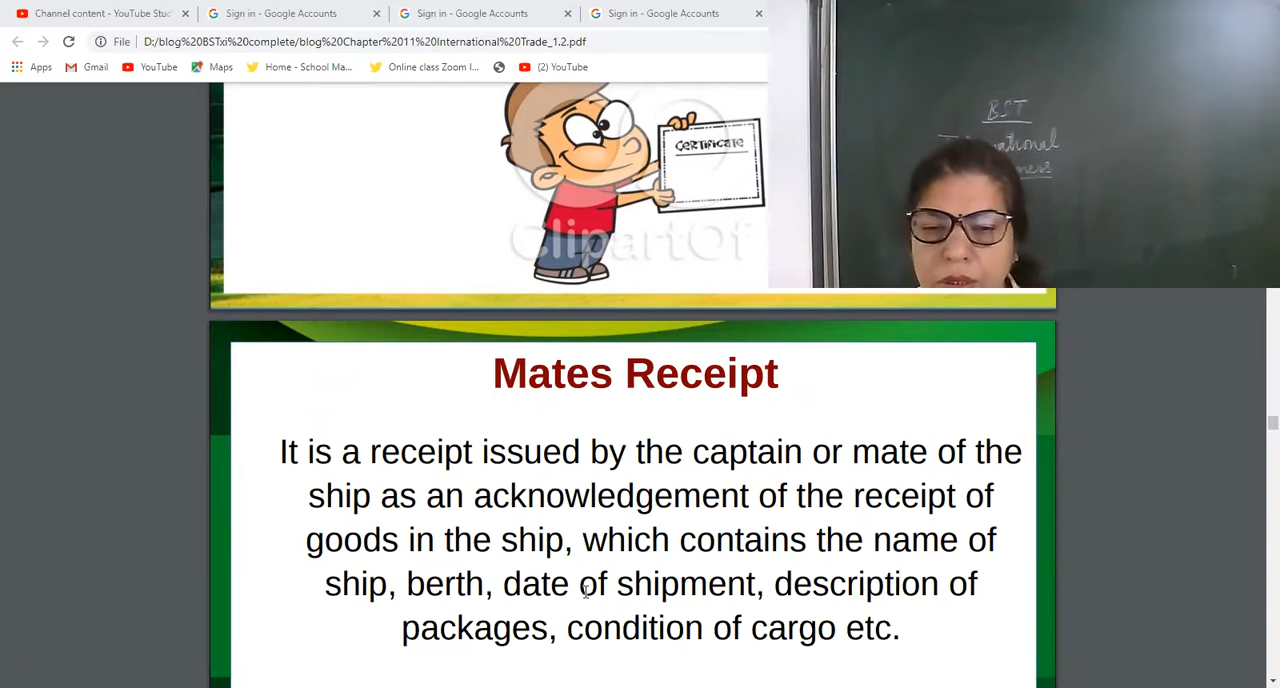 Channel content - YouTube Stud
Sign in - Google Accounts
Sign in - Google Accounts
Sign in - Google Accounts
File D:/blog%20BSTxi%20complete/blog%20Chapter%2011%20International%20Trade_1.2.pdf
Apps
Gmail
YouTube
Maps
Home - School Ma...
Online class Zoom l...
(2) YouTube
CERTiFiCATE
ClipartOf
BST
national
ness
Mates Receipt
It is a receipt issued by the captain or mate of the
ship as an acknowledgement of the receipt of
goods in the ship, which contains the name of
ship, berth, date of shipment, description of
packages, condition of cargo etc.